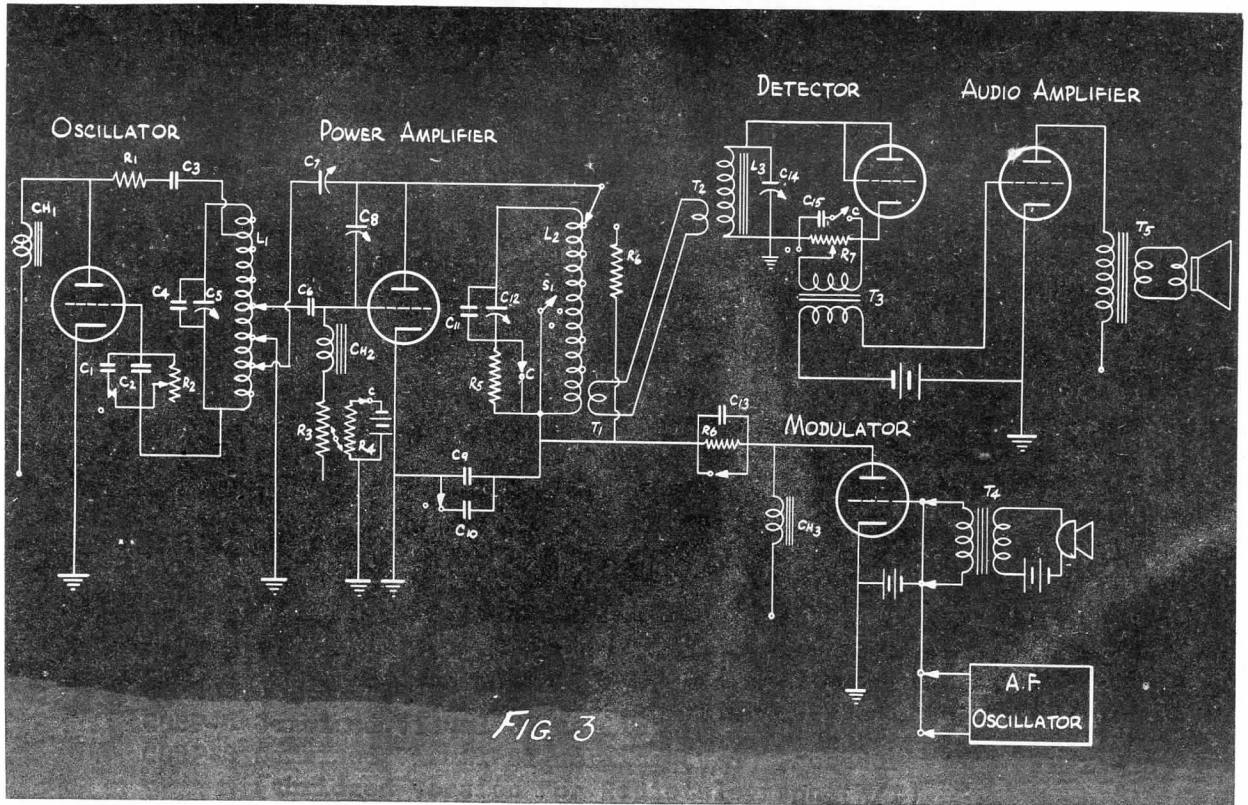 DETECTOR
AUDIO AMPLIFIER
OSCILLATOR
POWER AMPLIFIER
R1
C3
C7
CH1
L1
C8
L2
T2
L3
C14
C15
C
R7
T3
T5
C4
C5
C6
S1
R6
C11
C12
CH2
C1
C2
R2
R5
C
C
R3
R4
T1
C13
R6
MODULATOR
C9
C10
CH3
T4
A.F.
OSCILLATOR
FIG. 3